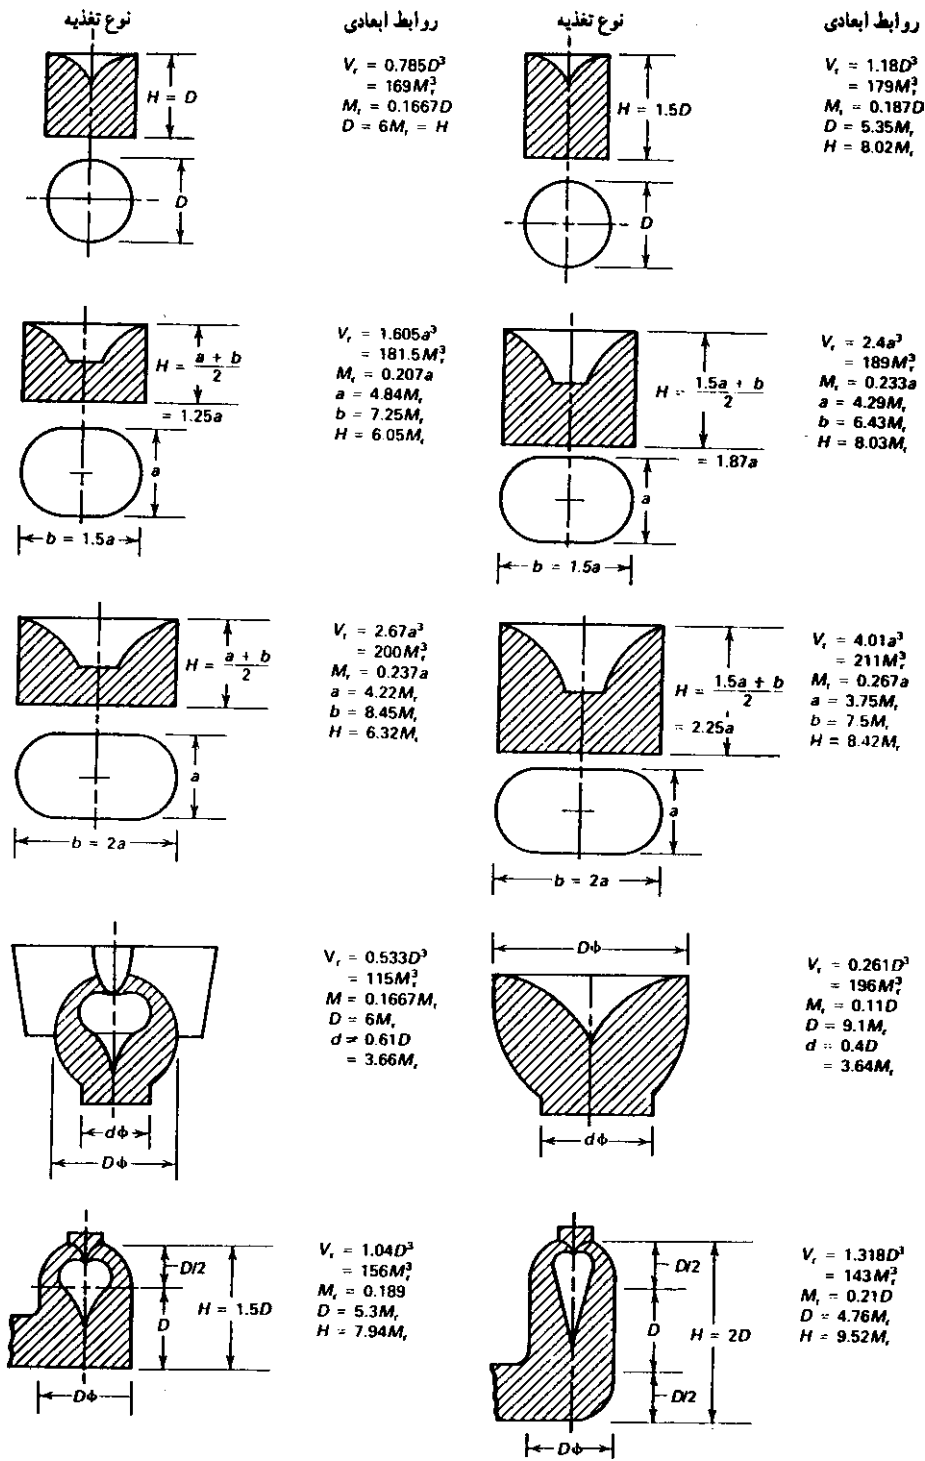 نوع تغذیه
روابط ابعادی
H = D
D
V_r = 0.785D³
= 169M_r³
M_r = 0.1667D
D = 6M_r = H
نوع تغذیه
روابط ابعادی
H = 1.5D
D
V_r = 1.18D³
= 179M_r³
M_r = 0.187D
D = 5.35M_r
H = 8.02M_r
H = (a + b)/2
= 1.25a
a
b = 1.5a
V_r = 1.605a³
= 181.5M_r³
M_r = 0.207a
a = 4.84M_r
b = 7.25M_r
H = 6.05M_r
H = (1.5a + b)/2
= 1.87a
a
b = 1.5a
V_r = 2.4a³
= 189M_r³
M_r = 0.233a
a = 4.29M_r
b = 6.43M_r
H = 8.03M_r
H = (a + b)/2
a
b = 2a
V_r = 2.67a³
= 200M_r³
M_r = 0.237a
a = 4.22M_r
b = 8.45M_r
H = 6.32M_r
H = (1.5a + b)/2
= 2.25a
a
b = 2a
V_r = 4.01a³
= 211M_r³
M_r = 0.267a
a = 3.75M_r
b = 7.5M_r
H = 8.42M_r
dϕ
Dϕ
V_r = 0.533D³
= 115M_r³
M = 0.1667M_r
D = 6M_r
d = 0.61D
= 3.66M_r
Dϕ
dϕ
V_r = 0.261D³
= 196M_r³
M_r = 0.11D
D = 9.1M_r
d = 0.4D
= 3.64M_r
D/2
D
H = 1.5D
Dϕ
V_r = 1.04D³
= 156M_r³
M_r = 0.189
D = 5.3M_r
H = 7.94M_r
D/2
D
H = 2D
D/2
Dϕ
V_r = 1.318D³
= 143M_r³
M_r = 0.21D
D = 4.76M_r
H = 9.52M_r